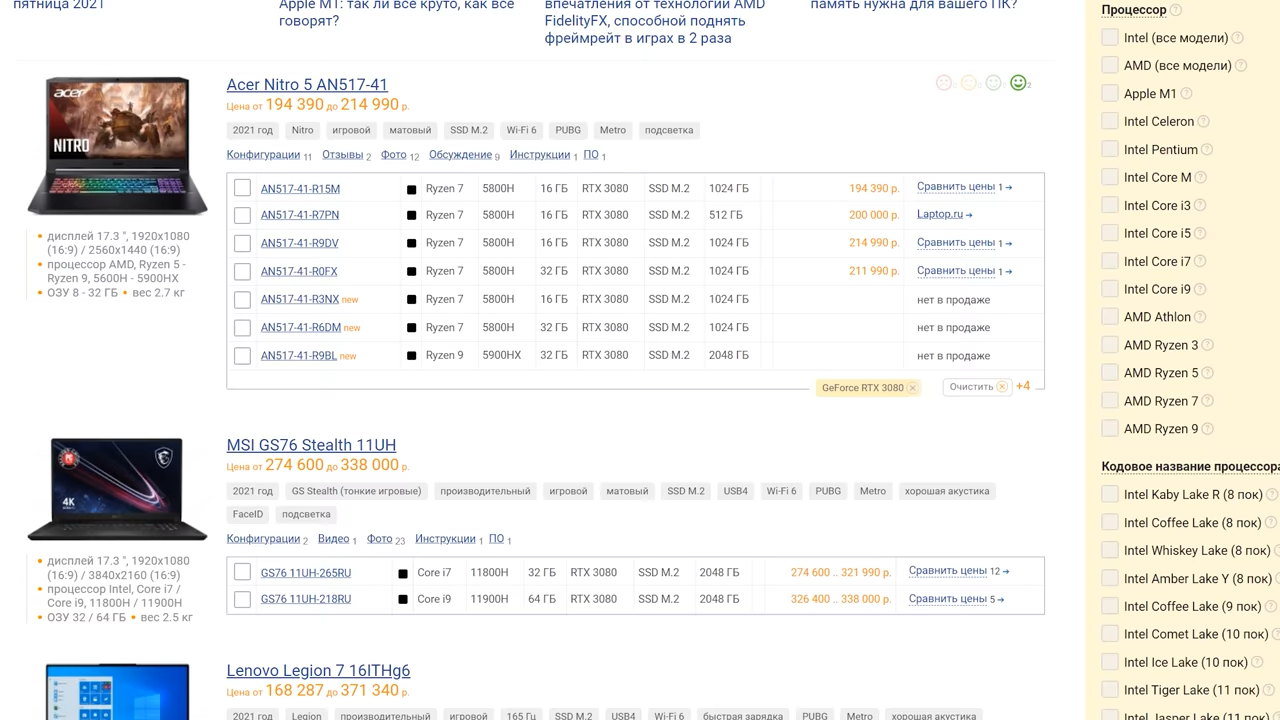 пятница 2021
Apple M1: так ли все круто, как все
говорят?
впечатления от технологии AMD
FidelityFX, способной поднять
фреймрейт в играх в 2 раза
память нужна для вашего ПК?
acer
NITRO
дисплей 17.3 ", 1920x1080
(16:9) / 2560x1440 (16:9)
процессор AMD, Ryzen 5 -
Ryzen 9, 5600H - 5900HX
ОЗУ 8 - 32 ГБ • вес 2.7 кг
Acer Nitro 5 AN517-41
Цена от 194 390 до 214 990 р.
2021 год Nitro игровой матовый SSD M.2 Wi-Fi 6 PUBG Metro подсветка
Конфигурации 11 Отзывы 2 Фото 12 Обсуждение 9 Инструкции 1 ПО 1
AN517-41-R15M Ryzen 7 5800H 16 ГБ RTX 3080 SSD M.2 1024 ГБ 194 390 р. Сравнить цены 1→
AN517-41-R7PN Ryzen 7 5800H 16 ГБ RTX 3080 SSD M.2 512 ГБ 200 000 р. Laptop.ru→
AN517-41-R9DV Ryzen 7 5800H 16 ГБ RTX 3080 SSD M.2 1024 ГБ 214 990 р. Сравнить цены 1→
AN517-41-R0FX Ryzen 7 5800H 32 ГБ RTX 3080 SSD M.2 1024 ГБ 211 990 р. Сравнить цены 1→
AN517-41-R3NX new Ryzen 7 5800H 16 ГБ RTX 3080 SSD M.2 1024 ГБ нет в продаже
AN517-41-R6DM new Ryzen 7 5800H 32 ГБ RTX 3080 SSD M.2 1024 ГБ нет в продаже
AN517-41-R9BL new Ryzen 9 5900HX 32 ГБ RTX 3080 SSD M.2 2048 ГБ нет в продаже
GeForce RTX 3080 Очистить +4
4K
дисплей 17.3 ", 1920x1080
(16:9) / 3840x2160 (16:9)
процессор Intel, Core i7 /
Core i9, 11800H / 11900H
ОЗУ 32 / 64 ГБ • вес 2.5 кг
MSI GS76 Stealth 11UH
Цена от 274 600 до 338 000 р.
2021 год GS Stealth (тонкие игровые) производительный игровой матовый SSD M.2 USB4 Wi-Fi 6 PUBG Metro хорошая акустика
FaceID подсветка
Конфигурации 2 Видео 1 Фото 23 Инструкции 1 ПО 1
GS76 11UH-265RU Core i7 11800H 32 ГБ RTX 3080 SSD M.2 2048 ГБ 274 600 .. 321 990 р. Сравнить цены 12→
GS76 11UH-218RU Core i9 11900H 64 ГБ RTX 3080 SSD M.2 2048 ГБ 326 400 .. 338 000 р. Сравнить цены 5→
Lenovo Legion 7 16ITHg6
Цена от 168 287 до 371 340 р.
2021 год Legion производительный игровой 165 Гц SSD M.2 USB4 Wi-Fi 6 быстрая зарядка PUBG Metro хорошая акустика
Процессор
Intel (все модели)
AMD (все модели)
Apple M1
Intel Celeron
Intel Pentium
Intel Core M
Intel Core i3
Intel Core i5
Intel Core i7
Intel Core i9
AMD Athlon
AMD Ryzen 3
AMD Ryzen 5
AMD Ryzen 7
AMD Ryzen 9
Кодовое название процессора
Intel Kaby Lake R (8 пок)
Intel Coffee Lake (8 пок)
Intel Whiskey Lake (8 пок)
Intel Amber Lake Y (8 пок)
Intel Coffee Lake (9 пок)
Intel Comet Lake (10 пок)
Intel Ice Lake (10 пок)
Intel Tiger Lake (11 пок)
Intel Jasper Lake (11 пок)